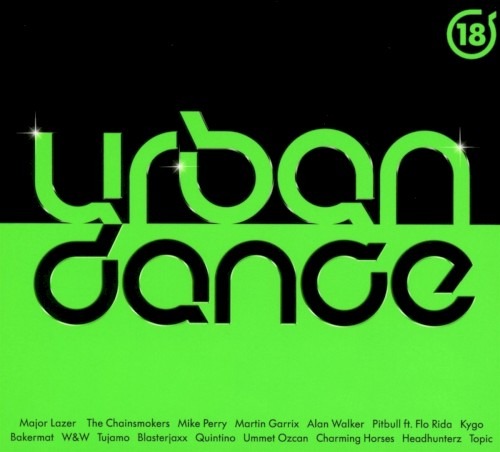 18
urban
dance
Major Lazer The Chainsmokers Mike Perry Martin Garrix Alan Walker Pitbull ft. Flo Rida Kygo
Bakermat W&W Tujamo Blasterjaxx Quintino Ummet Ozcan Charming Horses Headhunterz Topic